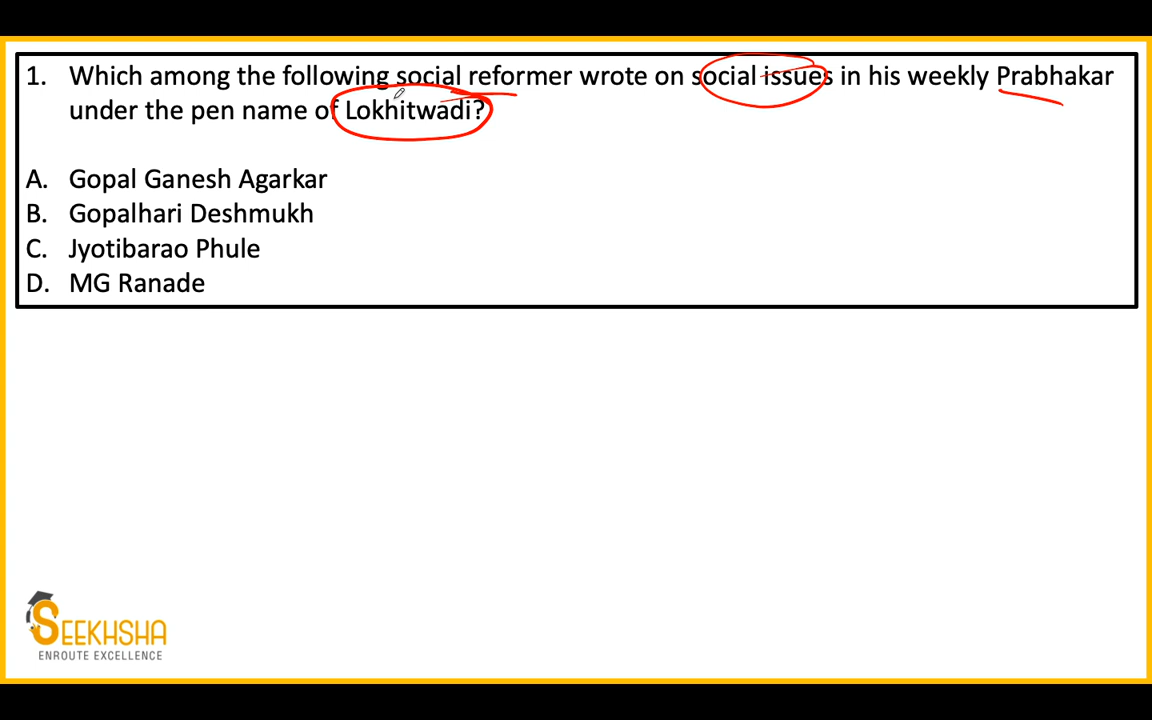 1. Which among the following social reformer wrote on social issues in his weekly Prabhakar
under the pen name of Lokhitwadi?
A. Gopal Ganesh Agarkar
B. Gopalhari Deshmukh
C. Jyotibarao Phule
D. MG Ranade
SEEKHSHA
ENROUTE EXCELLENCE